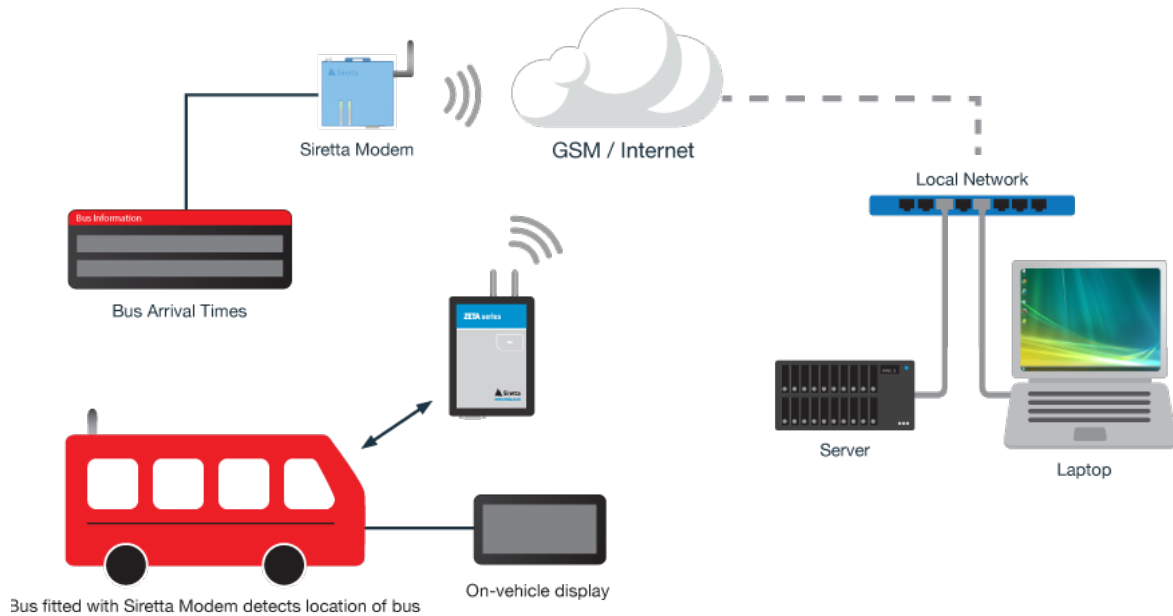 Siretta
Siretta Modem
GSM / Internet
Local Network
Bus Information
Bus Arrival Times
ZETA series
Siretta
Server
Laptop
On-vehicle display
Bus fitted with Siretta Modem detects location of bus